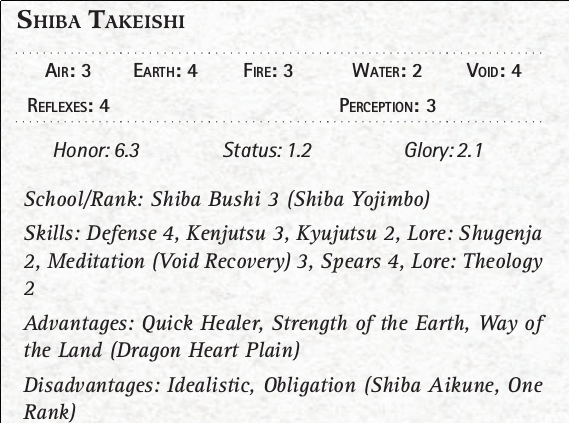 Shiba Takeishi
Air: 3 Earth: 4 Fire: 3 Water: 2 Void: 4
Reflexes: 4 Perception: 3
Honor: 6.3 Status: 1.2 Glory: 2.1
School/Rank: Shiba Bushi 3 (Shiba Yojimbo)
Skills: Defense 4, Kenjutsu 3, Kyujutsu 2, Lore: Shugenja
2, Meditation (Void Recovery) 3, Spears 4, Lore: Theology
2
Advantages: Quick Healer, Strength of the Earth, Way of
the Land (Dragon Heart Plain)
Disadvantages: Idealistic, Obligation (Shiba Aikune, One
Rank)